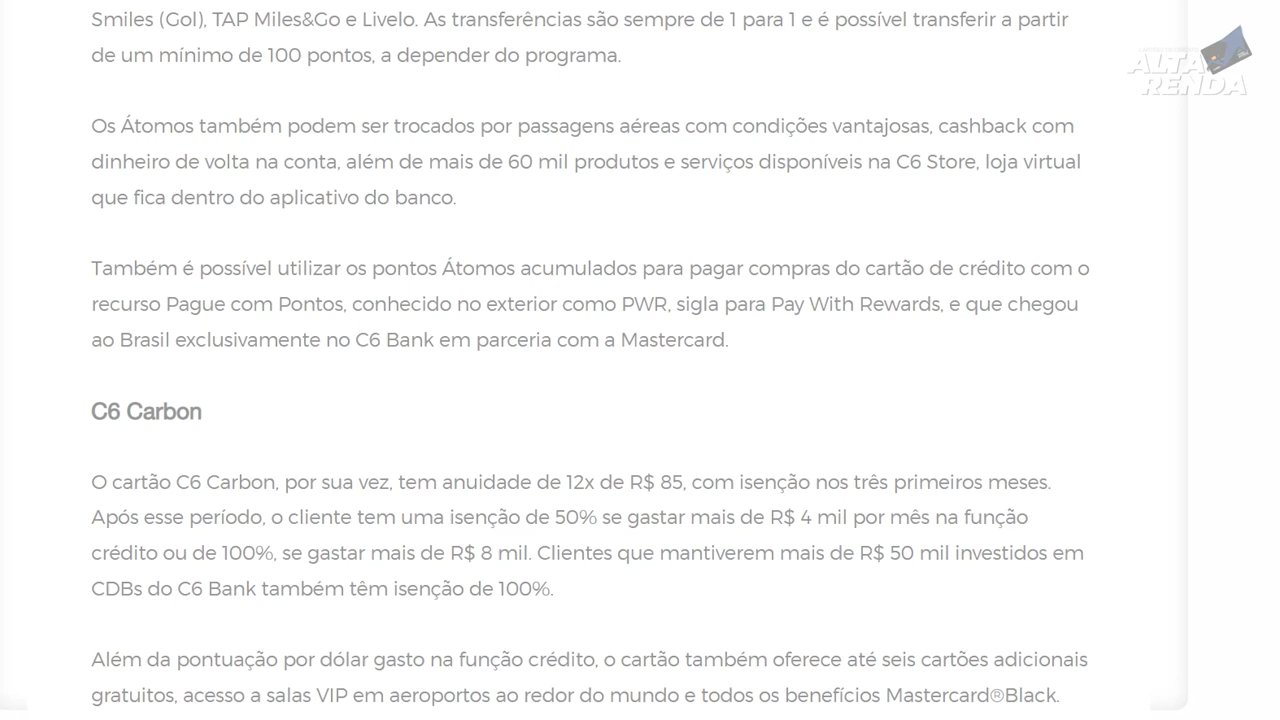 Smiles (Gol), TAP Miles&Go e Livelo. As transferências são sempre de 1 para 1 e é possível transferir a partir
de um mínimo de 100 pontos, a depender do programa.
ALTA
RENDA
Os Átomos também podem ser trocados por passagens aéreas com condições vantajosas, cashback com
dinheiro de volta na conta, além de mais de 60 mil produtos e serviços disponíveis na C6 Store, loja virtual
que fica dentro do aplicativo do banco.
Também é possível utilizar os pontos Átomos acumulados para pagar compras do cartão de crédito com o
recurso Pague com Pontos, conhecido no exterior como PWR, sigla para Pay With Rewards, e que chegou
ao Brasil exclusivamente no C6 Bank em parceria com a Mastercard.
C6 Carbon
O cartão C6 Carbon, por sua vez, tem anuidade de 12x de R$ 85, com isenção nos três primeiros meses.
Após esse período, o cliente tem uma isenção de 50% se gastar mais de R$ 4 mil por mês na função
crédito ou de 100%, se gastar mais de R$ 8 mil. Clientes que mantiverem mais de R$ 50 mil investidos em
CDBs do C6 Bank também têm isenção de 100%.
Além da pontuação por dólar gasto na função crédito, o cartão também oferece até seis cartões adicionais
gratuitos, acesso a salas VIP em aeroportos ao redor do mundo e todos os benefícios Mastercard®Black.